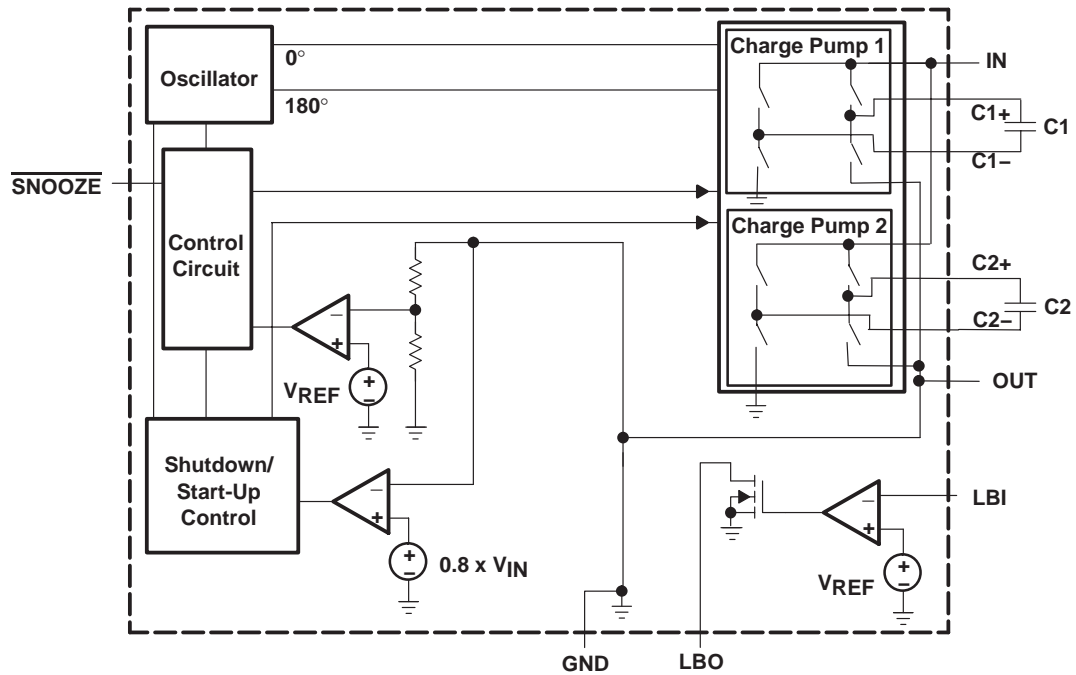 Oscillator
0°
180°
Charge Pump 1
IN
C1+
C1
C1–
SNOOZE
Control
Circuit
Charge Pump 2
C2+
C2
C2–
–
+
+
–
VREF
OUT
Shutdown/
Start-Up
Control
–
+
+
–
0.8 x VIN
–
+
LBI
+
–
VREF
GND
LBO